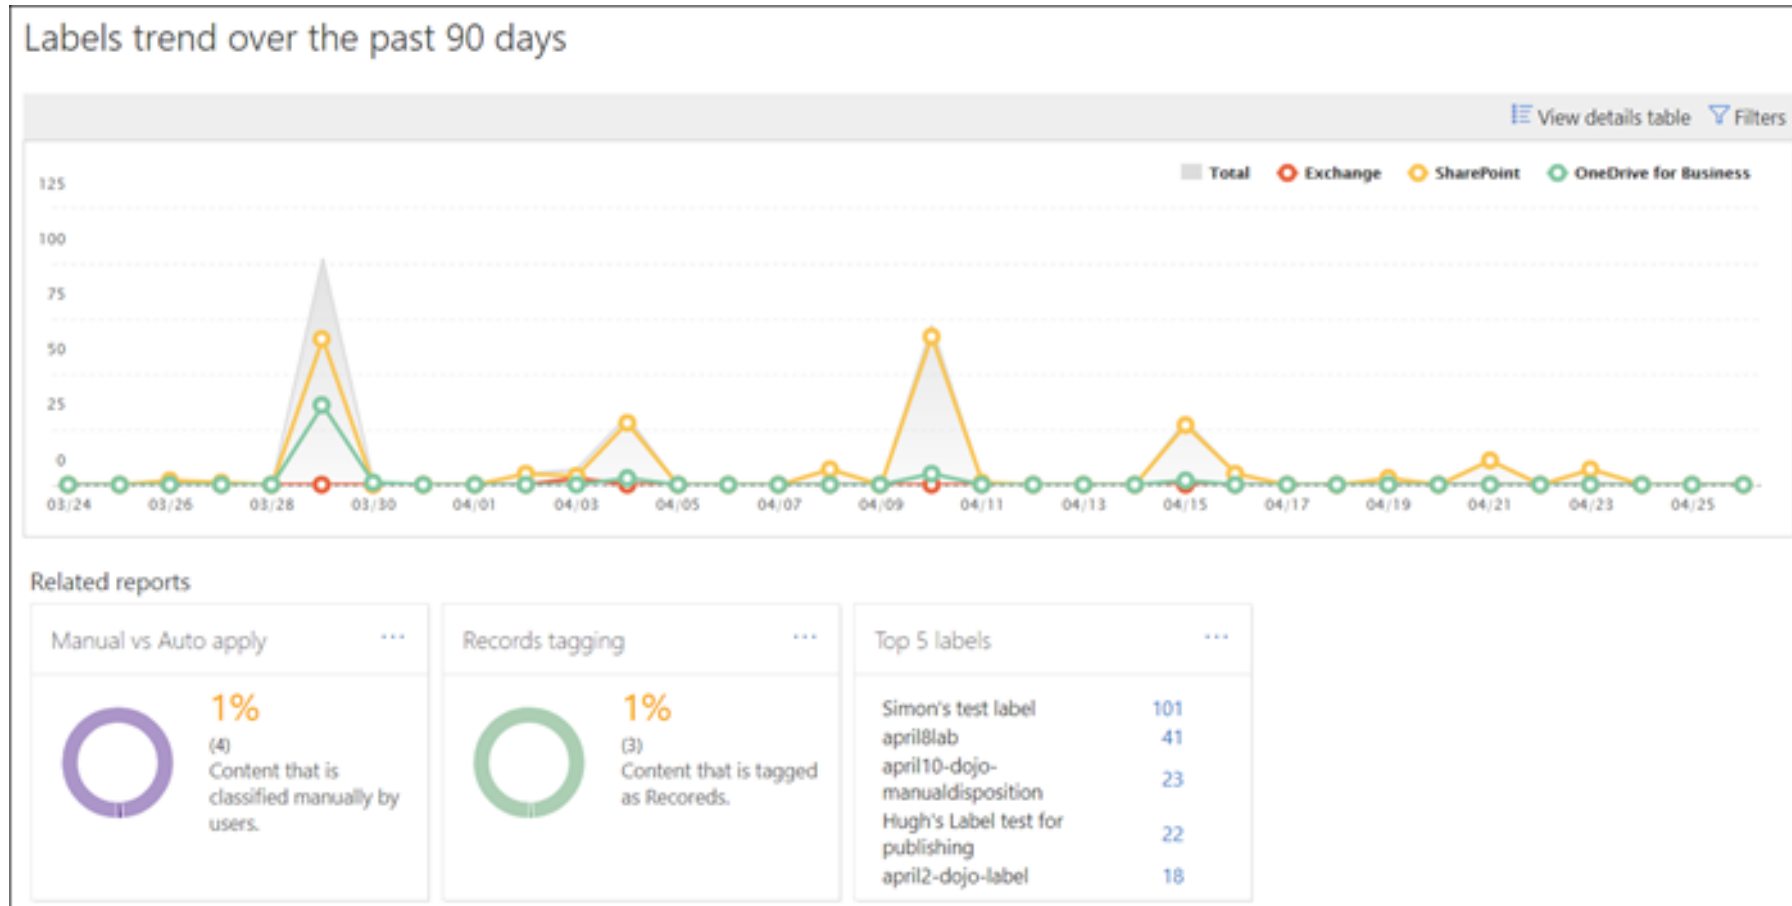 Labels trend over the past 90 days
View details table Filters
Total Exchange SharePoint OneDrive for Business
125
100
75
50
25
0
03/24 03/26 03/28 03/30 04/01 04/03 04/05 04/07 04/09 04/11 04/13 04/15 04/17 04/19 04/21 04/23 04/25
Related reports
Manual vs Auto apply ...
1%
(4)
Content that is
classified manually by
users.
Records tagging ...
1%
(3)
Content that is tagged
as Recoreds.
Top 5 labels ...
Simon's test label 101
april8lab 41
april10-dojo-
manualdisposition 23
Hugh's Label test for
publishing 22
april2-dojo-label 18